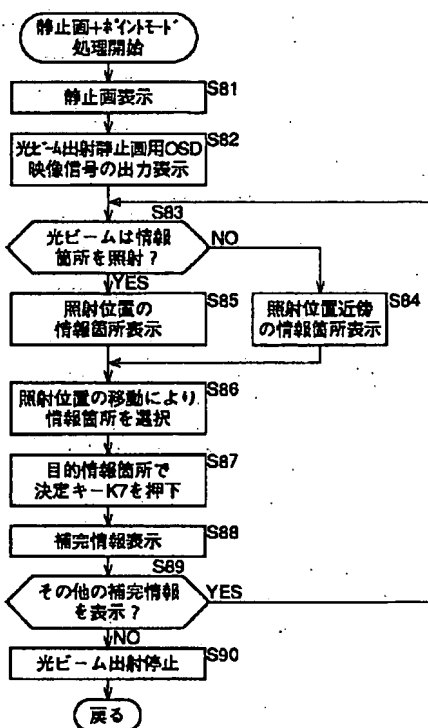 静止画+ポイントモード
処理開始
S81
静止画表示
S82
光ビーム出射静止画用OSD
映像信号の出力表示
S83
光ビームは情報
箇所を照射?
NO
YES
S85
照射位置の
情報箇所表示
S84
照射位置近傍
の情報箇所表示
S86
照射位置の移動により
情報箇所を選択
S87
目的情報箇所で
決定キーK7を押下
S88
補完情報表示
S89
その他の補完情報
を表示?
YES
NO
S90
光ビーム出射停止
戻る